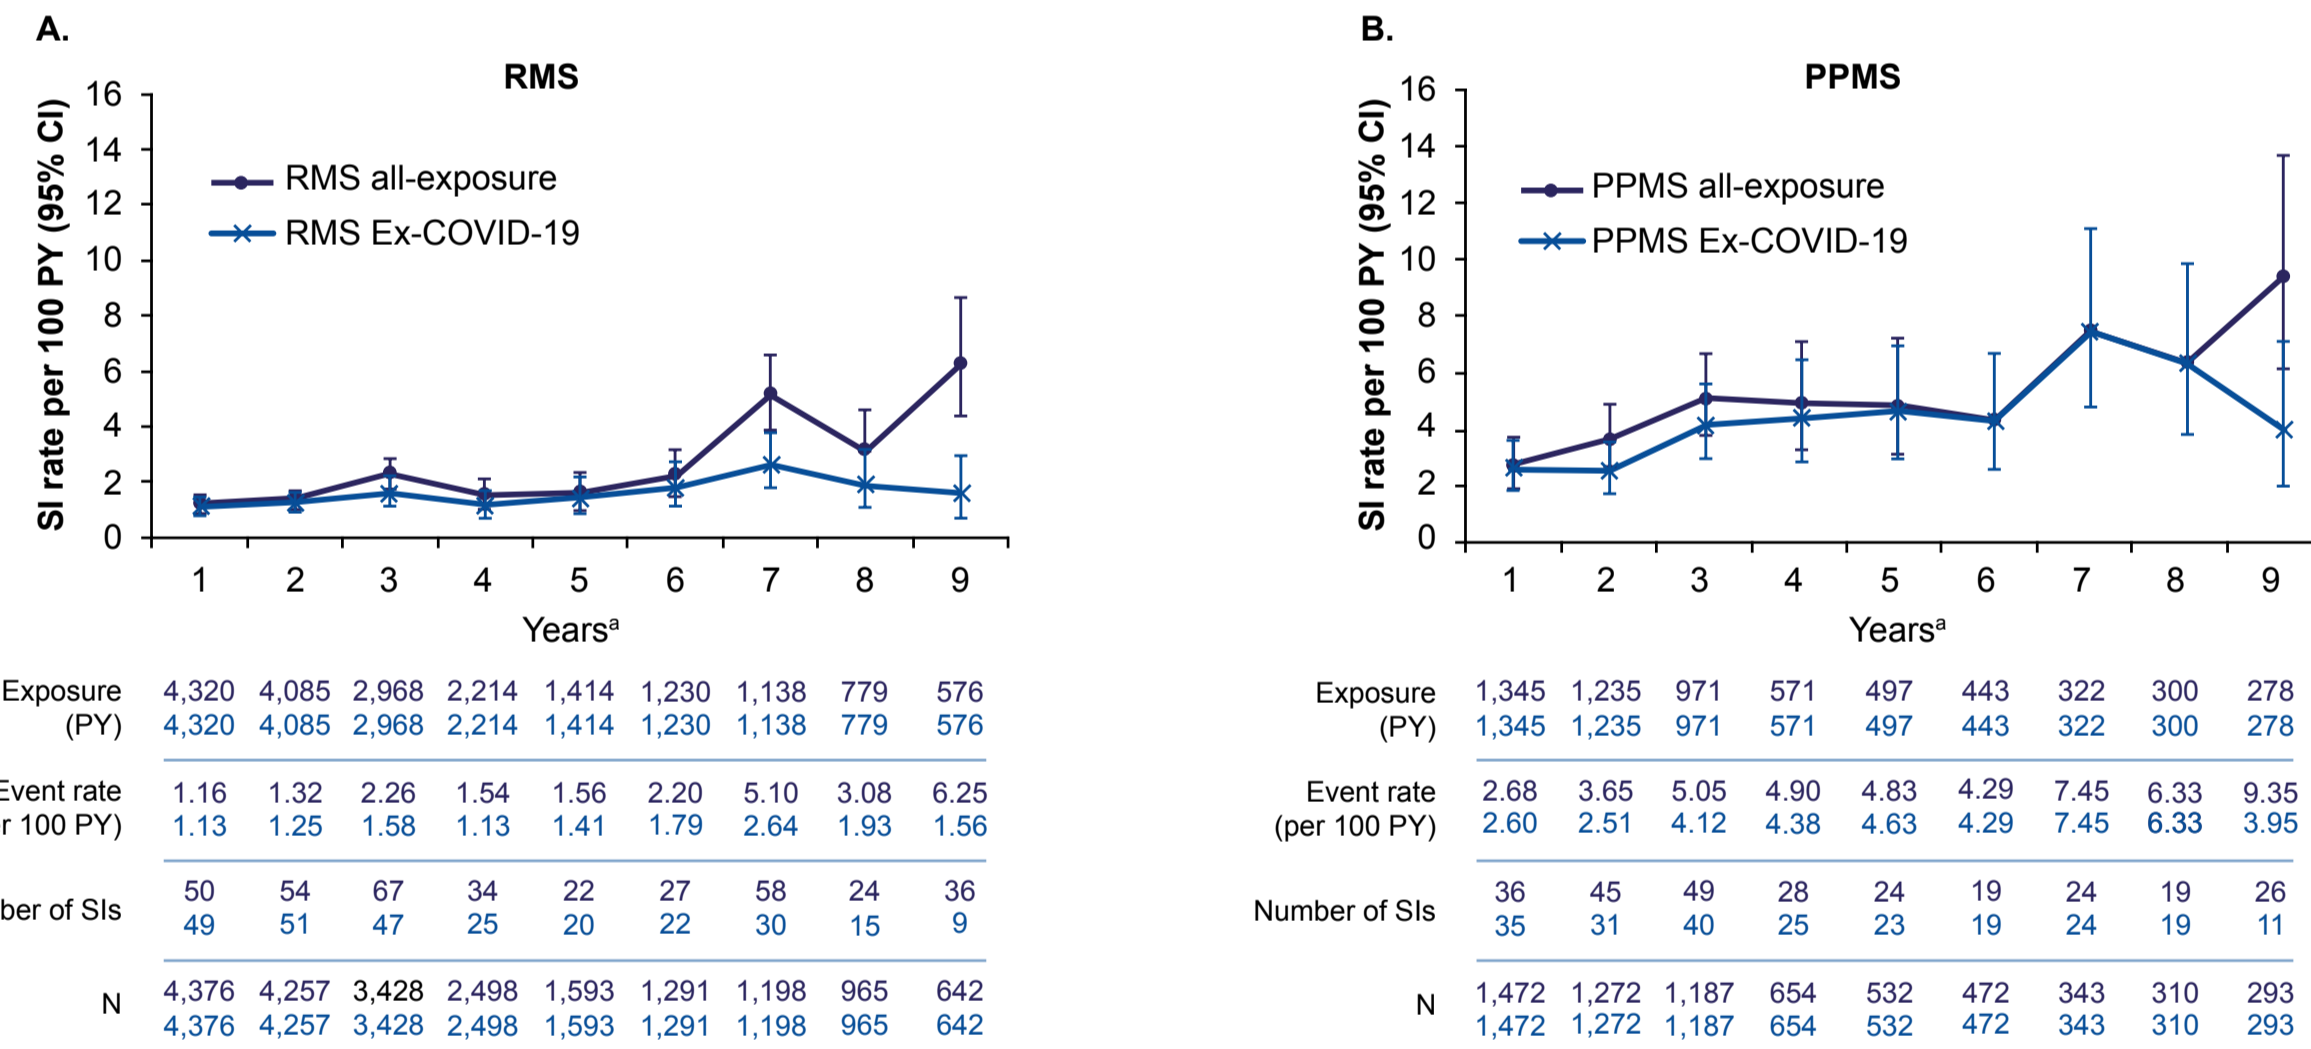 A.
RMS
SI rate per 100 PY (95% CI)
16
14
12
10
8
6
4
2
0
RMS all-exposure
RMS Ex-COVID-19
1 2 3 4 5 6 7 8 9
Yearsᵃ
Exposure 4,320 4,085 2,968 2,214 1,414 1,230 1,138 779 576
(PY) 4,320 4,085 2,968 2,214 1,414 1,230 1,138 779 576
Event rate 1.16 1.32 2.26 1.54 1.56 2.20 5.10 3.08 6.25
r 100 PY) 1.13 1.25 1.58 1.13 1.41 1.79 2.64 1.93 1.56
50 54 67 34 22 27 58 24 36
ber of SIs
49 51 47 25 20 22 30 15 9
4,376 4,257 3,428 2,498 1,593 1,291 1,198 965 642
N
4,376 4,257 3,428 2,498 1,593 1,291 1,198 965 642
B.
PPMS
SI rate per 100 PY (95% CI)
16
14
12
10
8
6
4
2
0
PPMS all-exposure
PPMS Ex-COVID-19
1 2 3 4 5 6 7 8 9
Yearsᵃ
Exposure 1,345 1,235 971 571 497 443 322 300 278
(PY) 1,345 1,235 971 571 497 443 322 300 278
Event rate 2.68 3.65 5.05 4.90 4.83 4.29 7.45 6.33 9.35
(per 100 PY) 2.60 2.51 4.12 4.38 4.63 4.29 7.45 6.33 3.95
36 45 49 28 24 19 24 19 26
Number of SIs
35 31 40 25 23 19 24 19 11
1,472 1,272 1,187 654 532 472 343 310 293
N
1,472 1,272 1,187 654 532 472 343 310 293